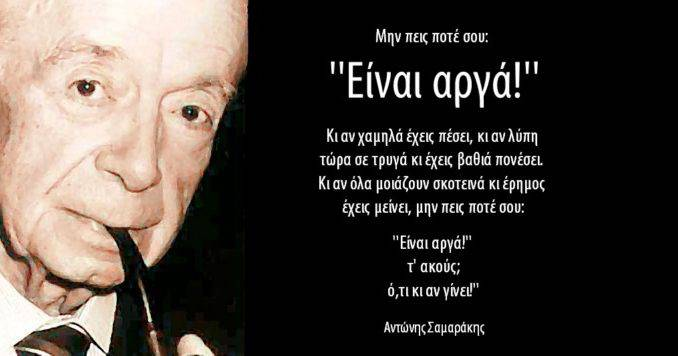 Μην πεις ποτέ σου:
"Είναι αργά!"
Κι αν χαμηλά έχεις πέσει, κι αν λύπη
τώρα σε τρυγά κι έχεις βαθιά πονέσει.
Κι αν όλα μοιάζουν σκοτεινά κι έρημος
έχεις μείνει, μην πεις ποτέ σου:
"Είναι αργά!"
τ' ακούς;
ό,τι κι αν γίνει!"
Αντώνης Σαμαράκης